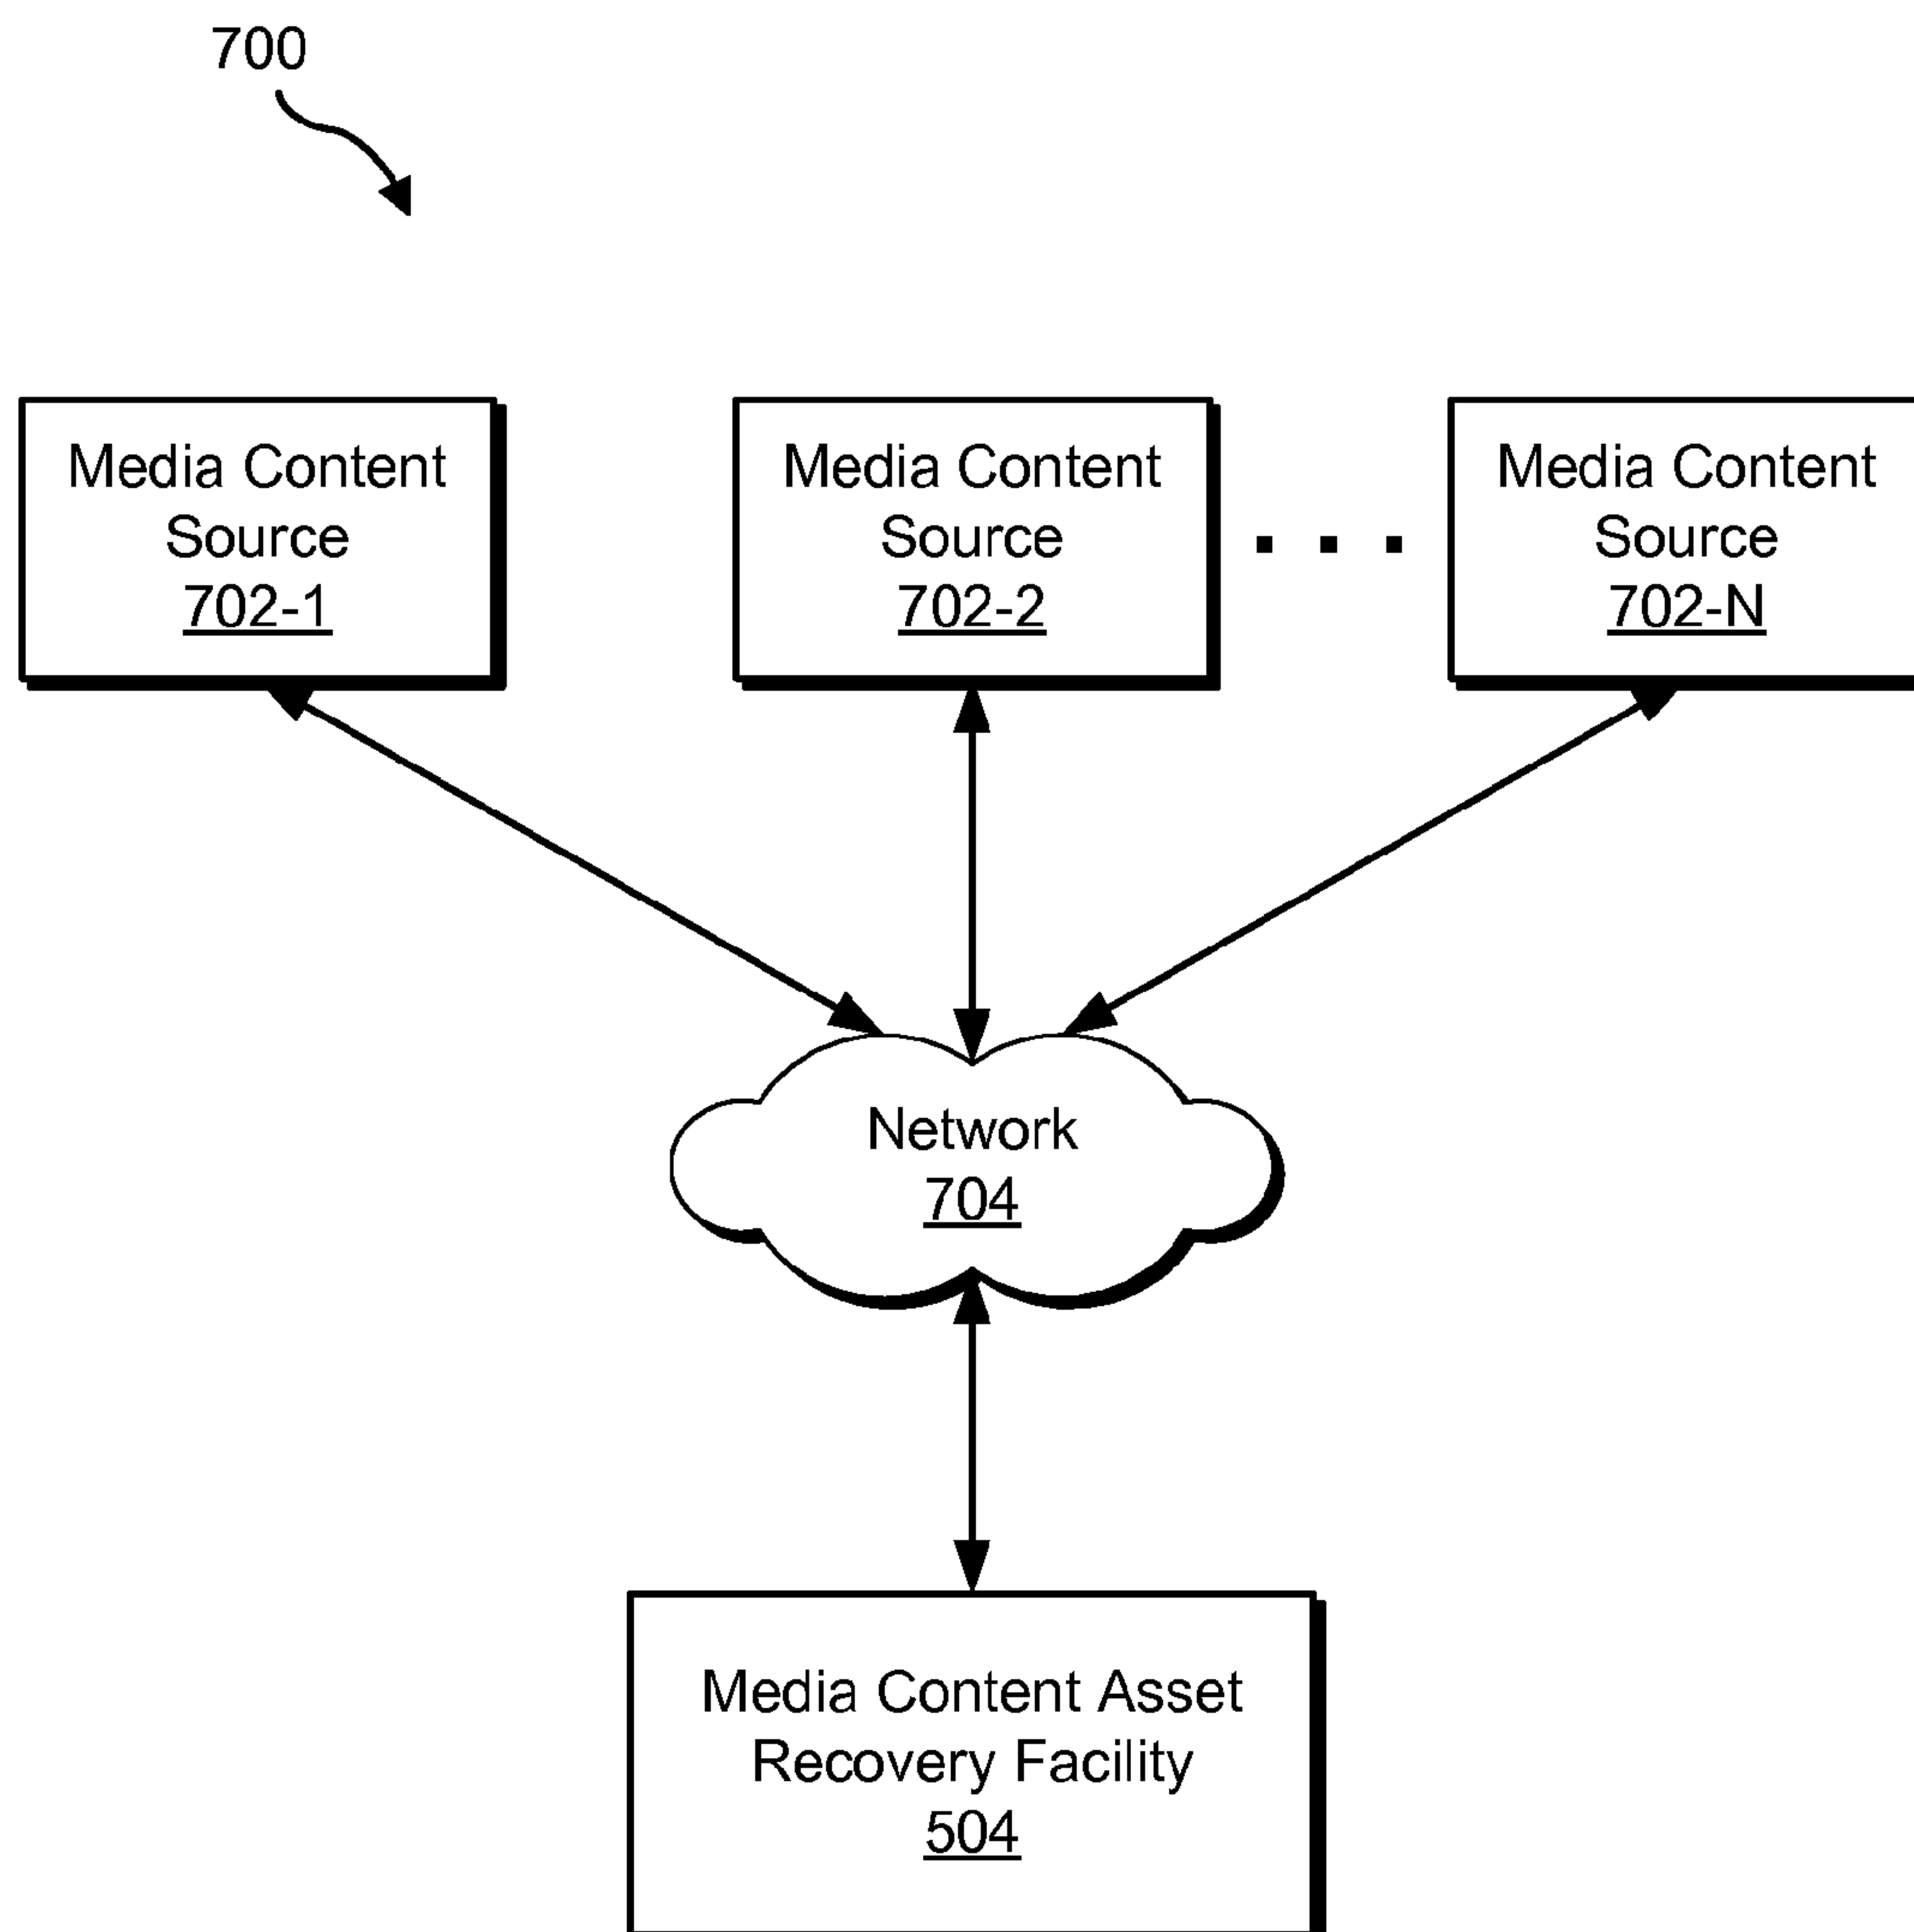 700
Media Content
Source
702-1
Media Content
Source
702-2
Media Content
Source
702-N
Network
704
Media Content Asset
Recovery Facility
504